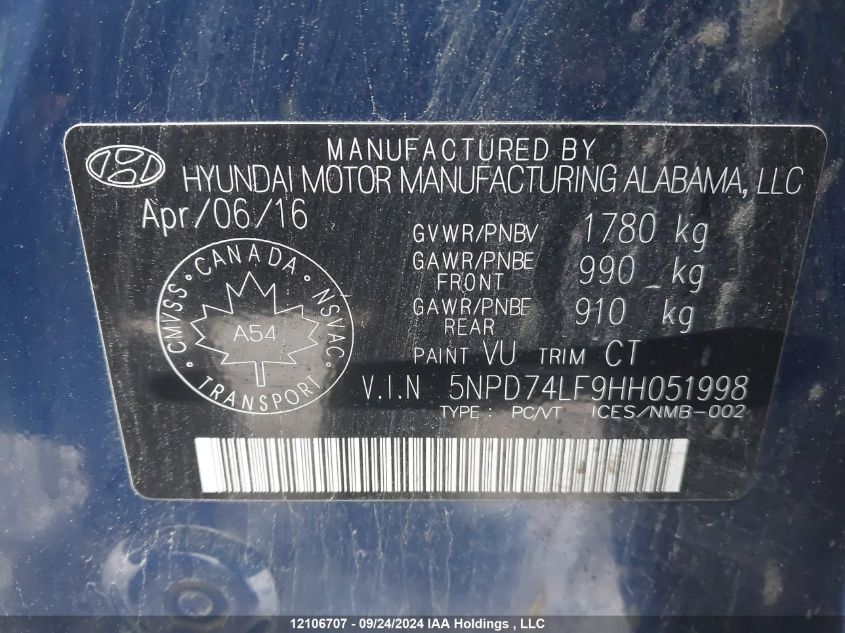 MANUFACTURED BY
HYUNDAI MOTOR MANUFACTURING ALABAMA, LLC
Apr/06/16
GVWR/PNBV 1780 kg
GAWR/PNBE FRONT 990 kg
GAWR/PNBE REAR 910 kg
PAINT VU TRIM CT
V.I.N 5NPD74LF9HH051998
TYPE : PC/VT ICES/NMB-002
CMVSS · CANADA · NSVAC
A54
TRANSPORT
12106707 - 09/24/2024 IAA Holdings , LLC